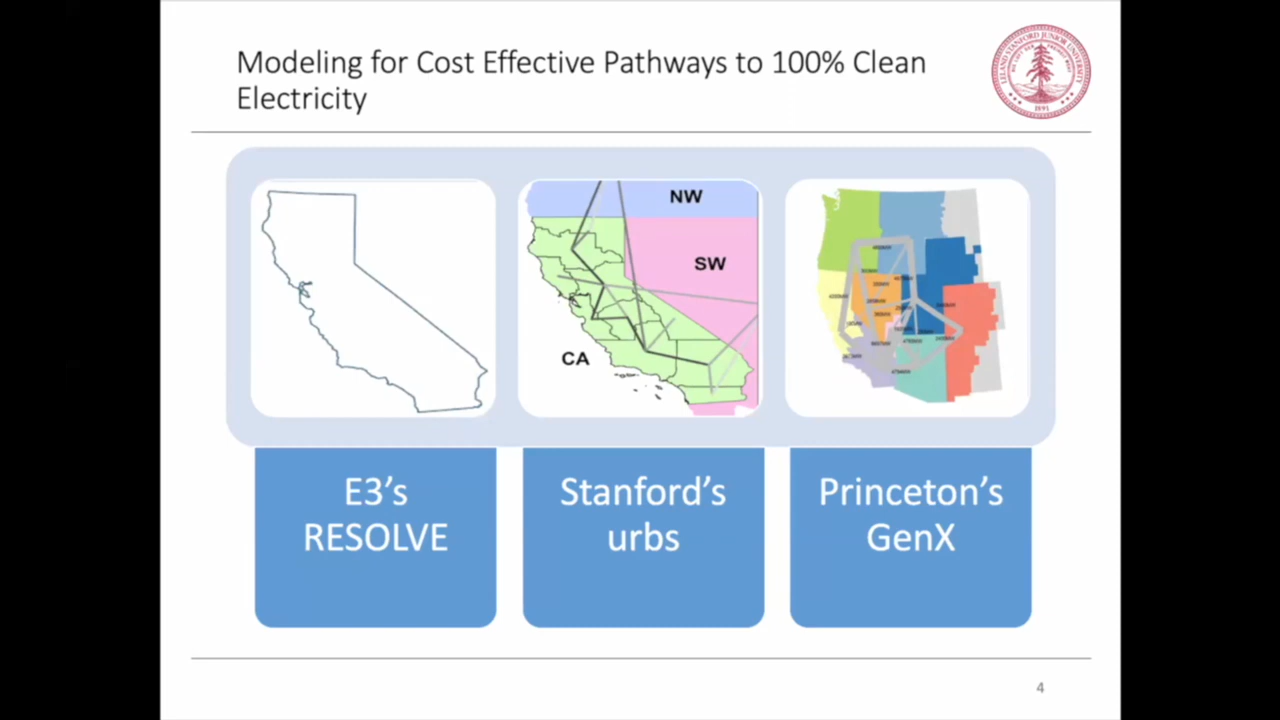 Modeling for Cost Effective Pathways to 100% Clean
Electricity
NW
SW
CA
E3's
RESOLVE
Stanford's
urbs
Princeton's
GenX
4